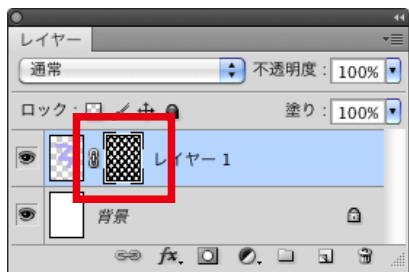 レイヤー
通常
不透明度 : 100%
ロック :
塗り : 100%
レイヤー 1
背景
fx.